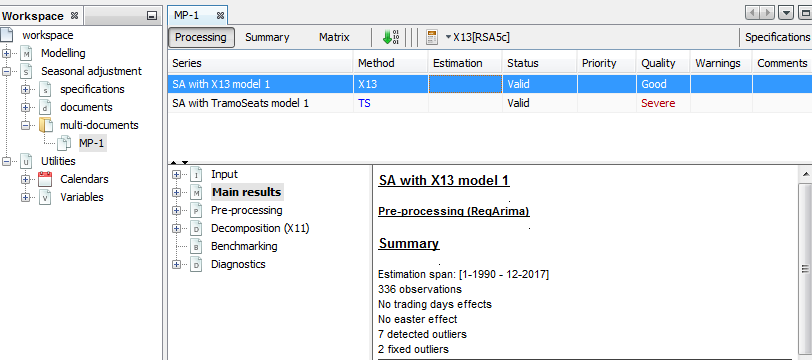 Workspace
workspace
Modelling
Seasonal adjustment
specifications
documents
multi-documents
MP-1
Utilities
Calendars
Variables
MP-1
Processing Summary Matrix X13[RSA5c] Specifications
Series Method Estimation Status Priority Quality Warnings Comments
SA with X13 model 1 X13 Valid Good
SA with TramoSeats model 1 TS Valid Severe
Input
Main results
Pre-processing
Decomposition (X11)
Benchmarking
Diagnostics
SA with X13 model 1
Pre-processing (RegArima)
Summary
Estimation span: [1-1990 - 12-2017]
336 observations
No trading days effects
No easter effect
7 detected outliers
2 fixed outliers